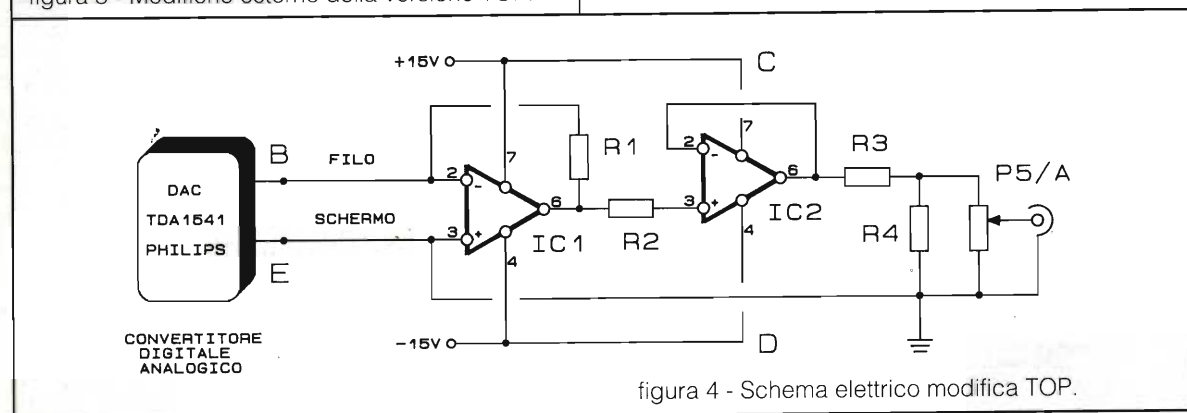 figura 3 - Modifiche esterne della versione TOP.
+15V
C
7
B
FILO
2
-
R1
7
2
-
6
R3
P5/A
DAC
TDA1541
PHILIPS
SCHERMO
3
+
6
IC1
R2
3
+
IC2
R4
E
4
4
CONVERTITORE
DIGITALE
ANALOGICO
-15V
D
figura 4 - Schema elettrico modifica TOP.